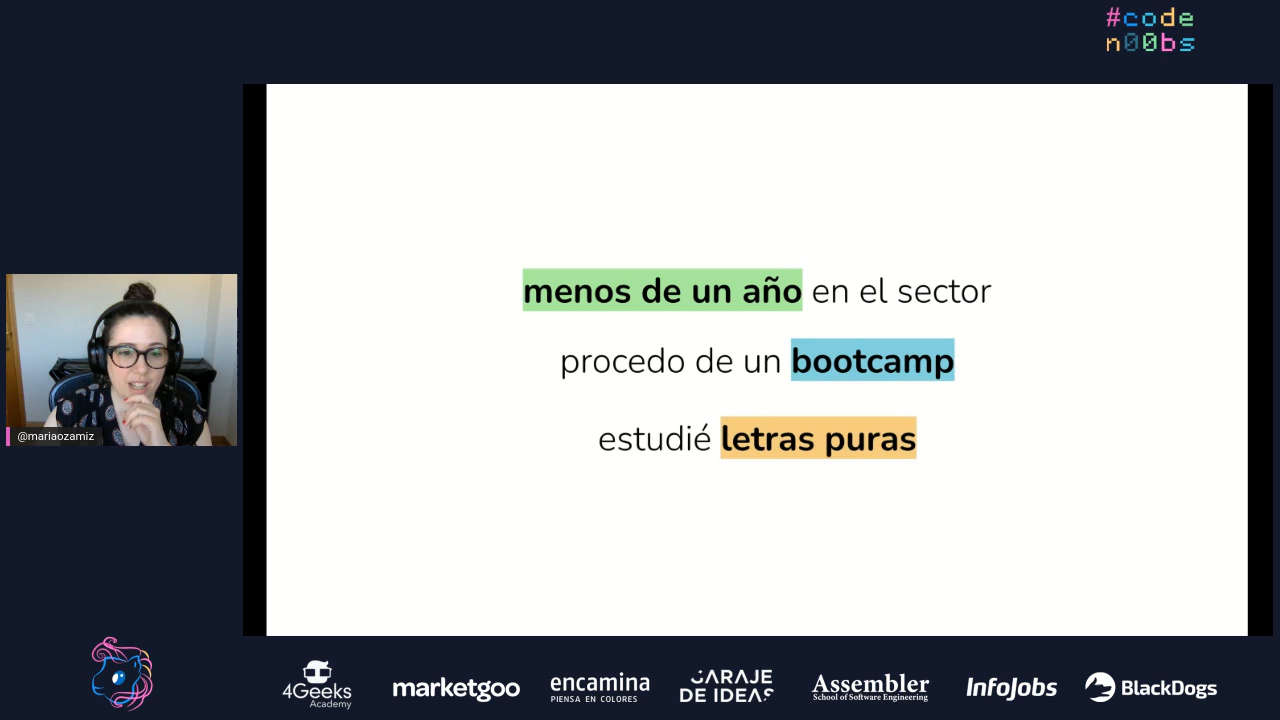 #code
n00bs
menos de un año en el sector
procedo de un bootcamp
estudié letras puras
@mariaozamiz
4Geeks
Academy
marketgoo
encamina
PIENSA EN COLORES
GARAJE
DE IDEAS
Assembler
School of Software Engineering
InfoJobs
BlackDogs